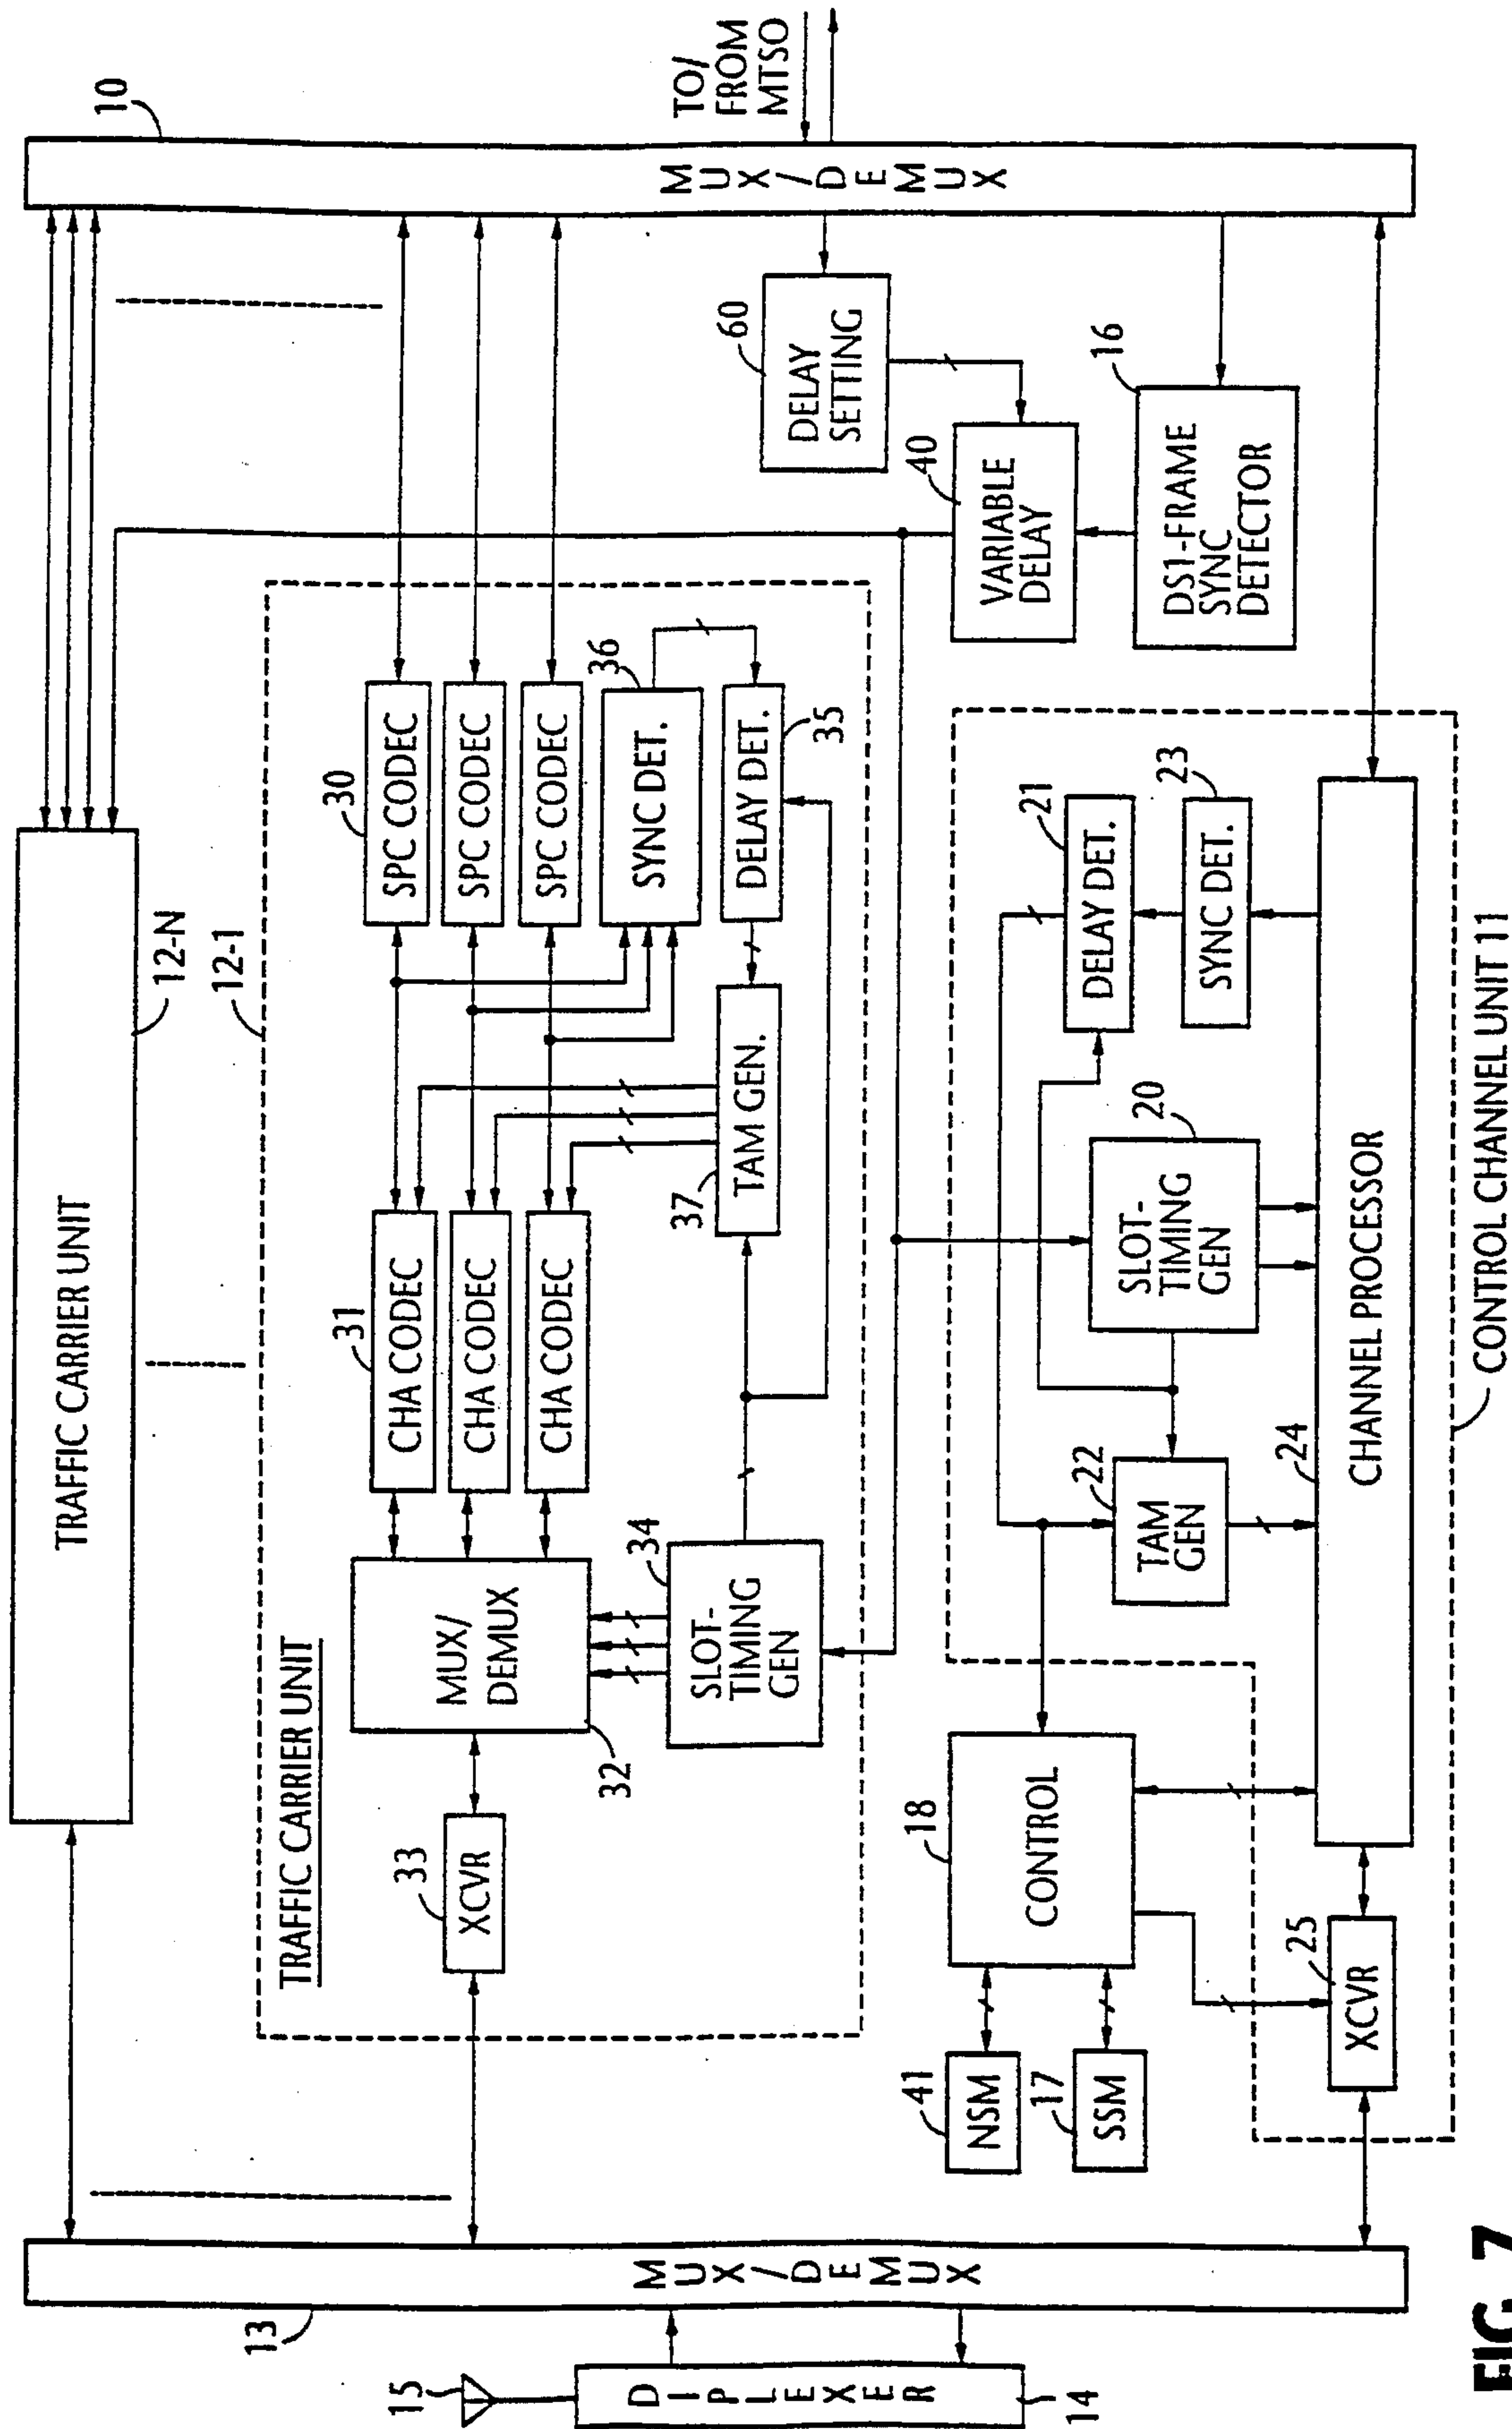 10
TO/
FROM
MTSO
MUX/DEMUX
TRAFFIC CARRIER UNIT
12-N
12-1
TRAFFIC CARRIER UNIT
30
SPC CODEC
SPC CODEC
SPC CODEC
36
SYNC DET.
DELAY DET.
35
31
CHA CODEC
CHA CODEC
CHA CODEC
37
TAM GEN.
MUX/
DEMUX
32
33
XCVR
34
SLOT-
TIMING
GEN
60
DELAY
SETTING
40
VARIABLE
DELAY
16
DS1-FRAME
SYNC
DETECTOR
21
DELAY DET.
23
SYNC DET.
20
SLOT-
TIMING
GEN
22
TAM
GEN
24
CHANNEL PROCESSOR
CONTROL CHANNEL UNIT 11
18
CONTROL
25
XCVR
41
NSM
17
SSM
MUX/DEMUX
13
15
DIPLEXER
14
FIG. 7